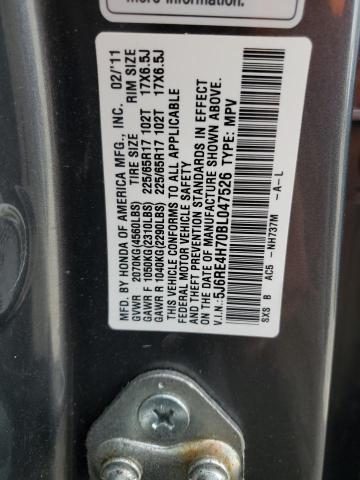 more information.
MFD. BY HONDA OF AMERICA MFG., INC. 02/'11
TIRE SIZE RIM SIZE
GVWR 2070KG(4560LBS)
GAWR F 1050KG(2310LBS) 225/65R17 102T 17X6.5J
GAWR R 1040KG(2290LBS) 225/65R17 102T 17X6.5J
THIS VEHICLE CONFORMS TO ALL APPLICABLE
FEDERAL MOTOR VEHICLE SAFETY
AND THEFT PREVENTION STANDARDS IN EFFECT
ON THE DATE OF MANUFACTURE SHOWN ABOVE.
V.I.N.:5J6RE4H70BL047526 TYPE: MPV
SXS B AC5 -NH737M -A-L